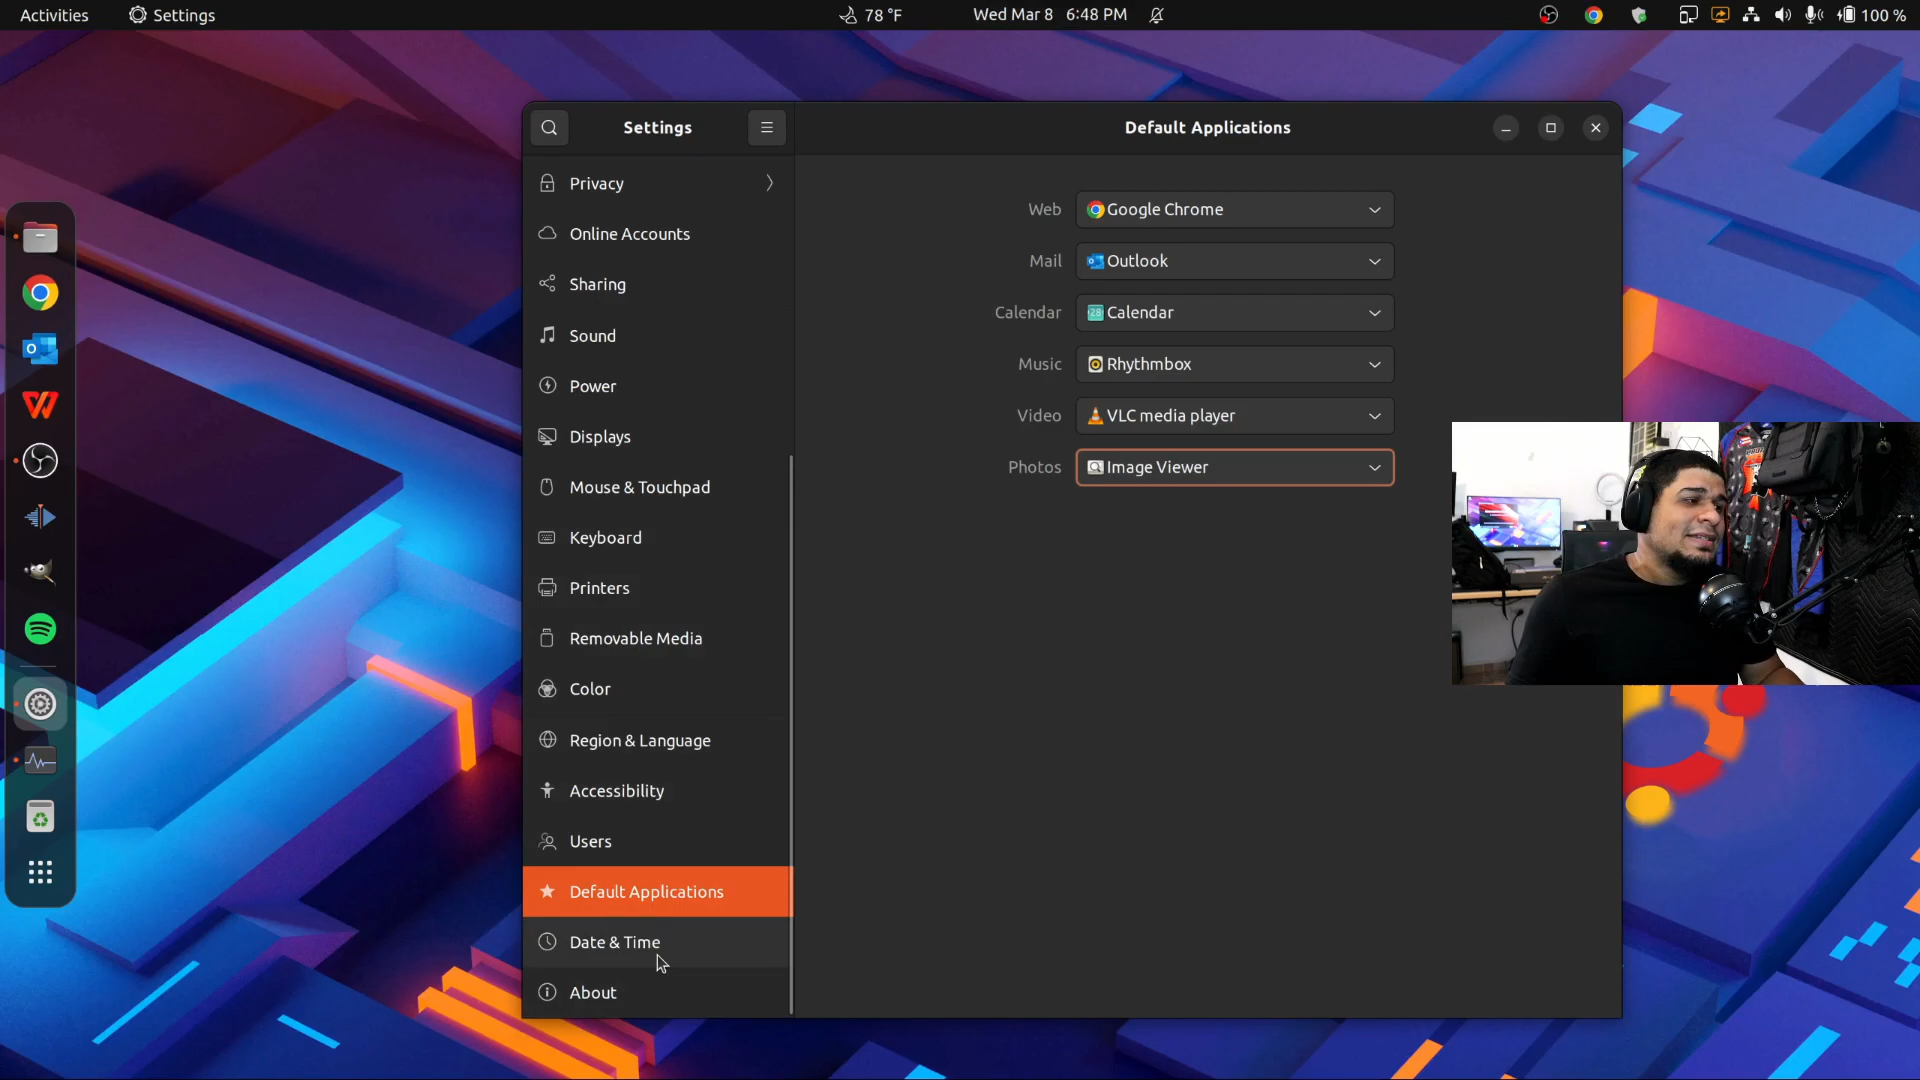 Activities
Settings
78 °F
Wed Mar 8 6:48 PM
100 %
Settings
Default Applications
Privacy
Online Accounts
Sharing
Sound
Power
Displays
Mouse & Touchpad
Keyboard
Printers
Removable Media
Color
Region & Language
Accessibility
Users
Default Applications
Date & Time
About
Web
Google Chrome
Mail
Outlook
Calendar
28
Calendar
Music
Rhythmbox
Video
VLC media player
Photos
Image Viewer